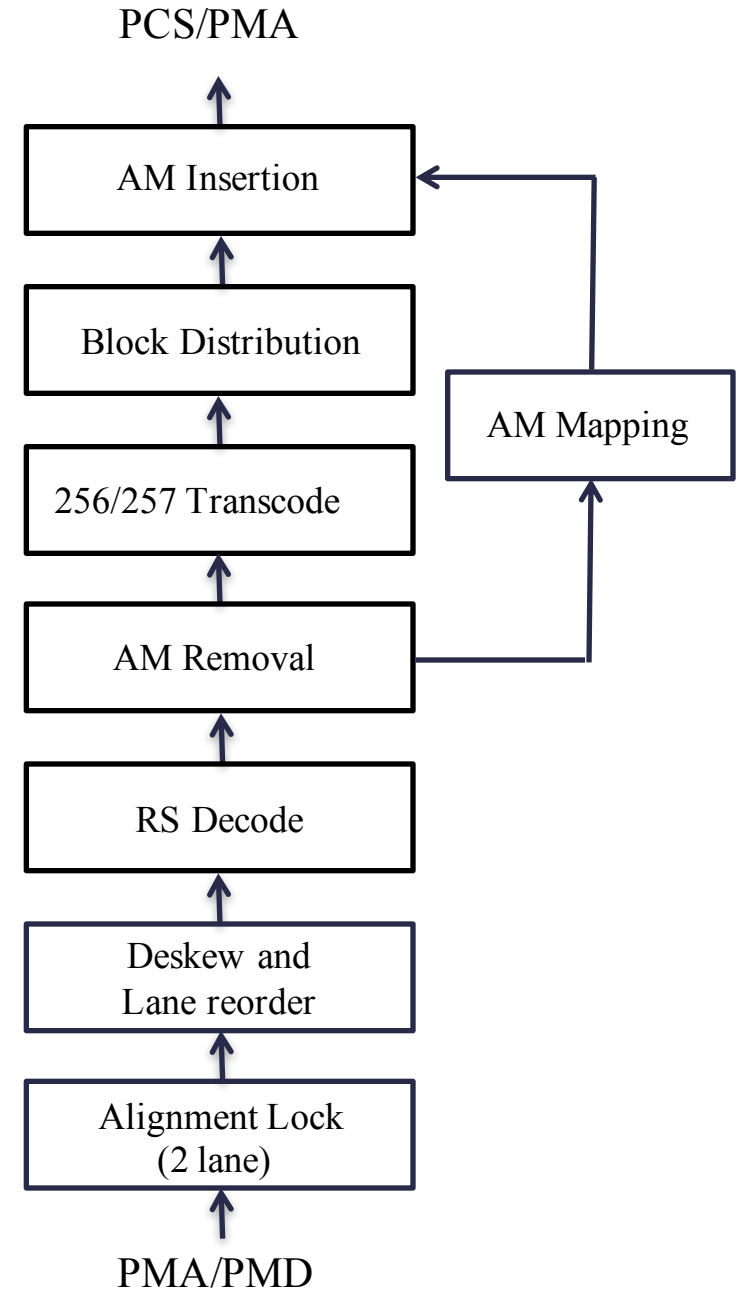 PCS/PMA
AM Insertion
Block Distribution
AM Mapping
256/257 Transcode
AM Removal
RS Decode
Deskew and
Lane reorder
Alignment Lock
(2 lane)
PMA/PMD